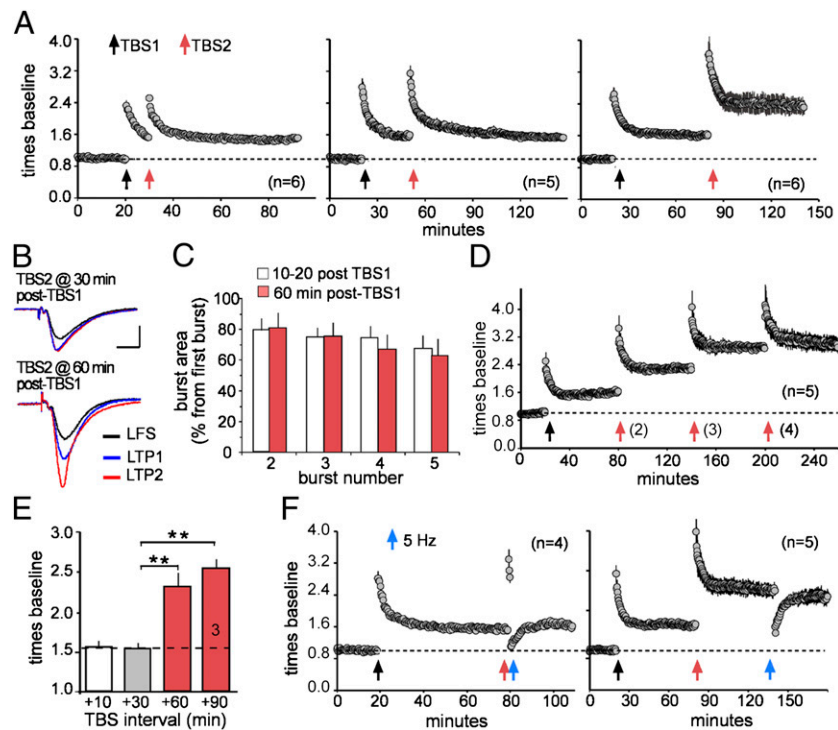 A
TBS1
TBS2
times baseline
4.0
3.2
2.4
1.6
0.8
0.0
0 20 40 60 80
(n=6)
0 30 60 90 120
(n=5)
0 30 60 90 120 150
(n=6)
minutes
B
TBS2 @ 30 min
post-TBS1
TBS2 @ 60 min
post-TBS1
LFS
LTP1
LTP2
C
10-20 post TBS1
60 min post-TBS1
burst area
(% from first burst)
100
80
60
40
20
0
2 3 4 5
burst number
D
times baseline
4.0
3.2
2.4
1.6
0.8
0.0
(n=5)
(2) (3) (4)
0 40 80 120 160 200 240
minutes
E
times baseline
3.0
2.5
2.0
1.5
1.0
**
**
3
+10 +30 +60 +90
TBS interval (min)
F
times baseline
4.0
3.2
2.4
1.6
0.8
0.0
5 Hz
(n=4)
0 20 40 60 80 100
minutes
(n=5)
0 30 60 90 120 150
minutes